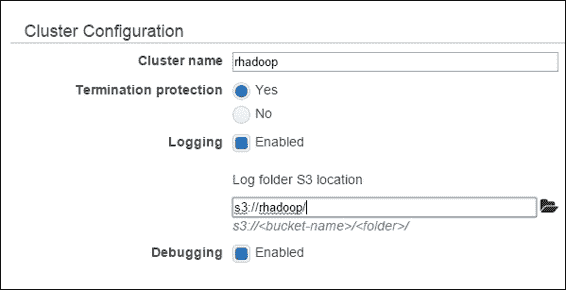 Cluster Configuration
Cluster name rhadoop
Termination protection Yes
No
Logging Enabled
Log folder S3 location
s3://rhadoop/
s3://<bucket-name>/<folder>/
Debugging Enabled